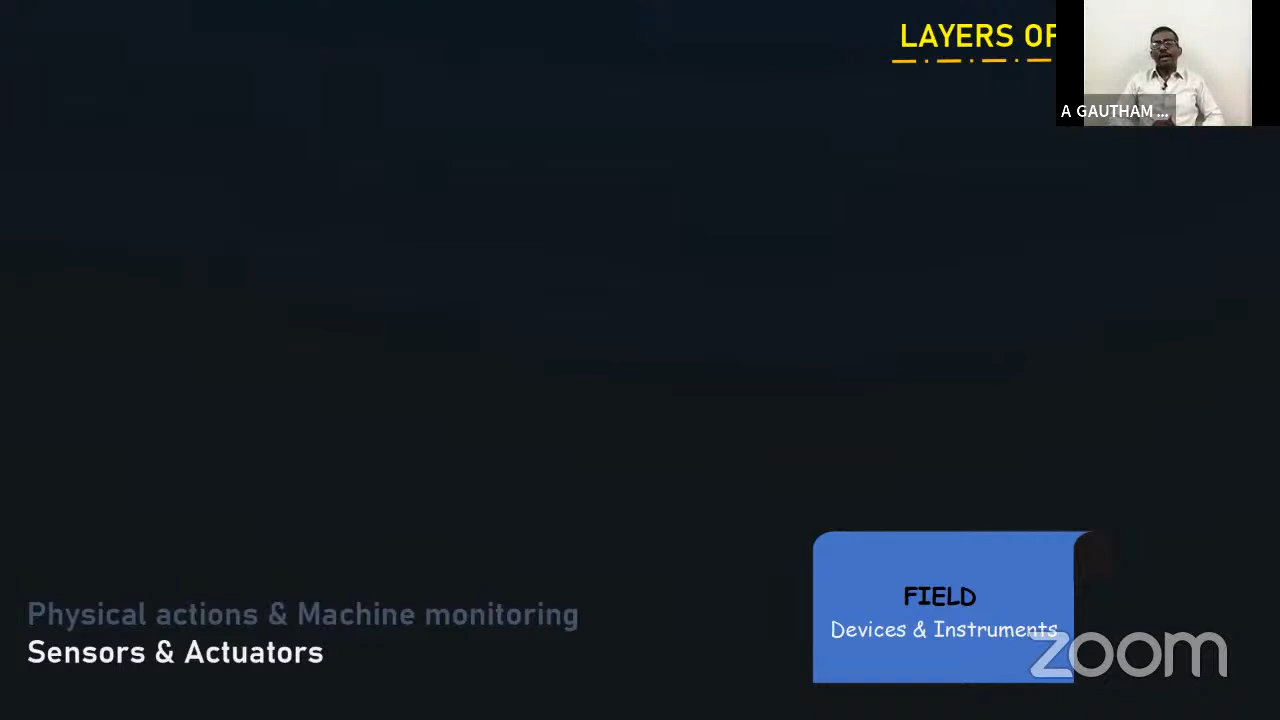 LAYERS OF
A GAUTHAM ...
FIELD
Devices & Instruments
Physical actions & Machine monitoring
Sensors & Actuators
zoom